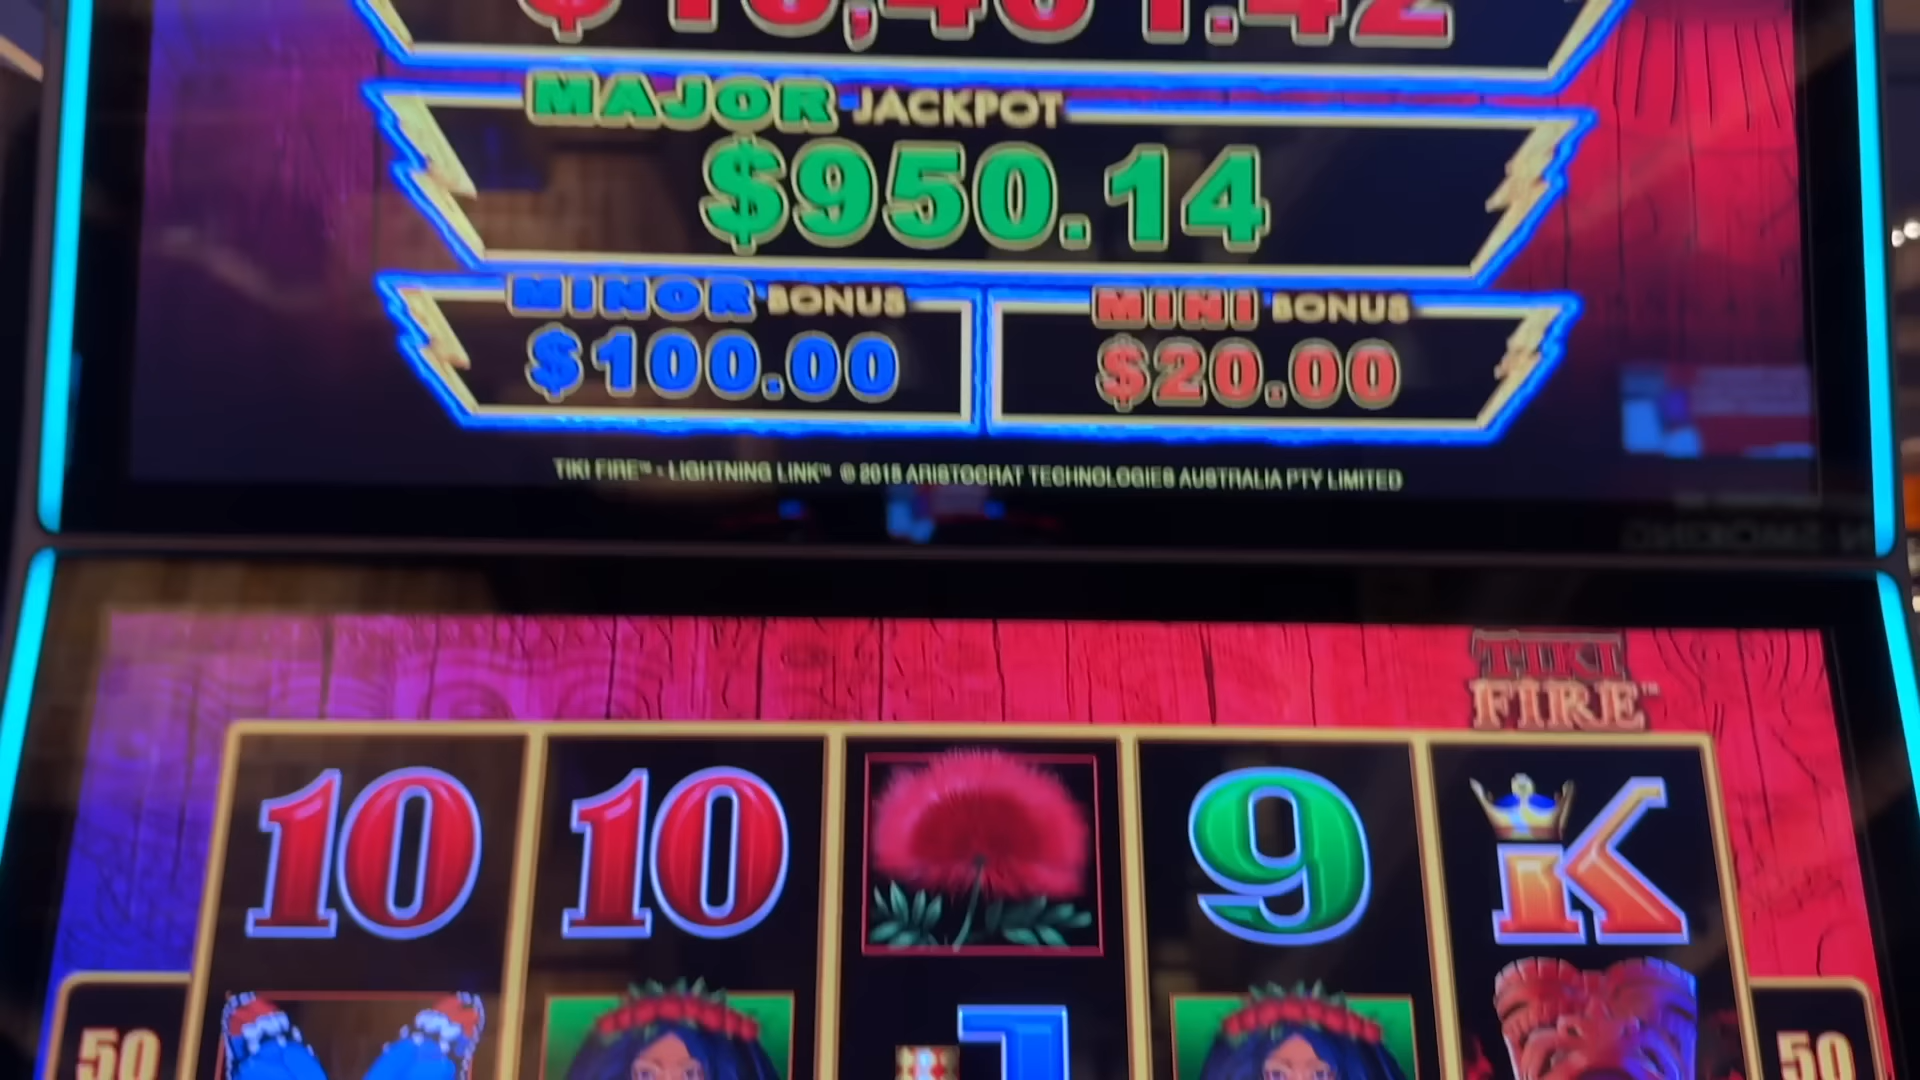 MAJOR JACKPOT
$950.14
MINOR BONUS
MINI BONUS
$100.00
$20.00
TIKI FIRE™ - LIGHTNING LINK™ © 2015 ARISTOCRAT TECHNOLOGIES AUSTRALIA PTY LIMITED
TIKI
FIRE™
10 10 9 K
J
50 50